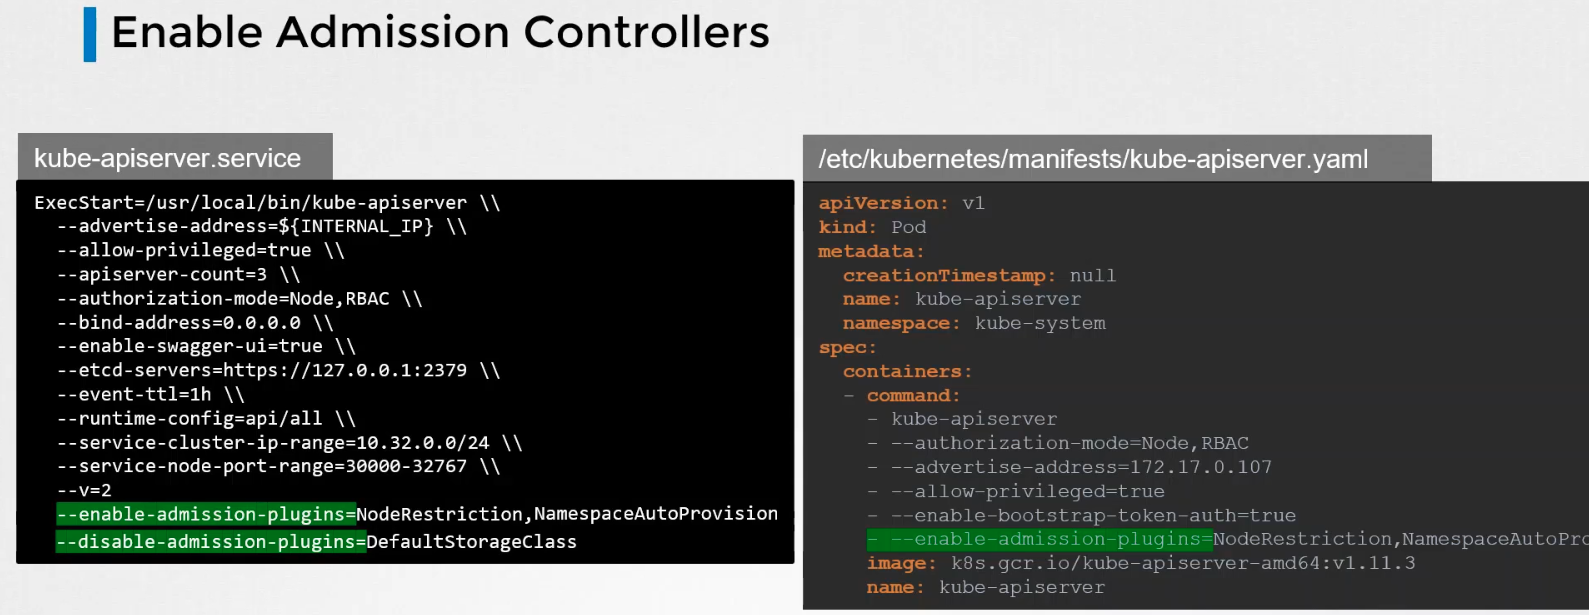 Enable Admission Controllers
kube-apiserver.service
ExecStart=/usr/local/bin/kube-apiserver \\
--advertise-address=${INTERNAL_IP} \\
--allow-privileged=true \\
--apiserver-count=3 \\
--authorization-mode=Node,RBAC \\
--bind-address=0.0.0.0 \\
--enable-swagger-ui=true \\
--etcd-servers=https://127.0.0.1:2379 \\
--event-ttl=1h \\
--runtime-config=api/all \\
--service-cluster-ip-range=10.32.0.0/24 \\
--service-node-port-range=30000-32767 \\
--v=2
--enable-admission-plugins=NodeRestriction,NamespaceAutoProvision
--disable-admission-plugins=DefaultStorageClass
/etc/kubernetes/manifests/kube-apiserver.yaml
apiVersion: v1
kind: Pod
metadata:
creationTimestamp: null
name: kube-apiserver
namespace: kube-system
spec:
containers:
- command:
- kube-apiserver
- --authorization-mode=Node,RBAC
- --advertise-address=172.17.0.107
- --allow-privileged=true
- --enable-bootstrap-token-auth=true
- --enable-admission-plugins=NodeRestriction,NamespaceAutoPro
image: k8s.gcr.io/kube-apiserver-amd64:v1.11.3
name: kube-apiserver